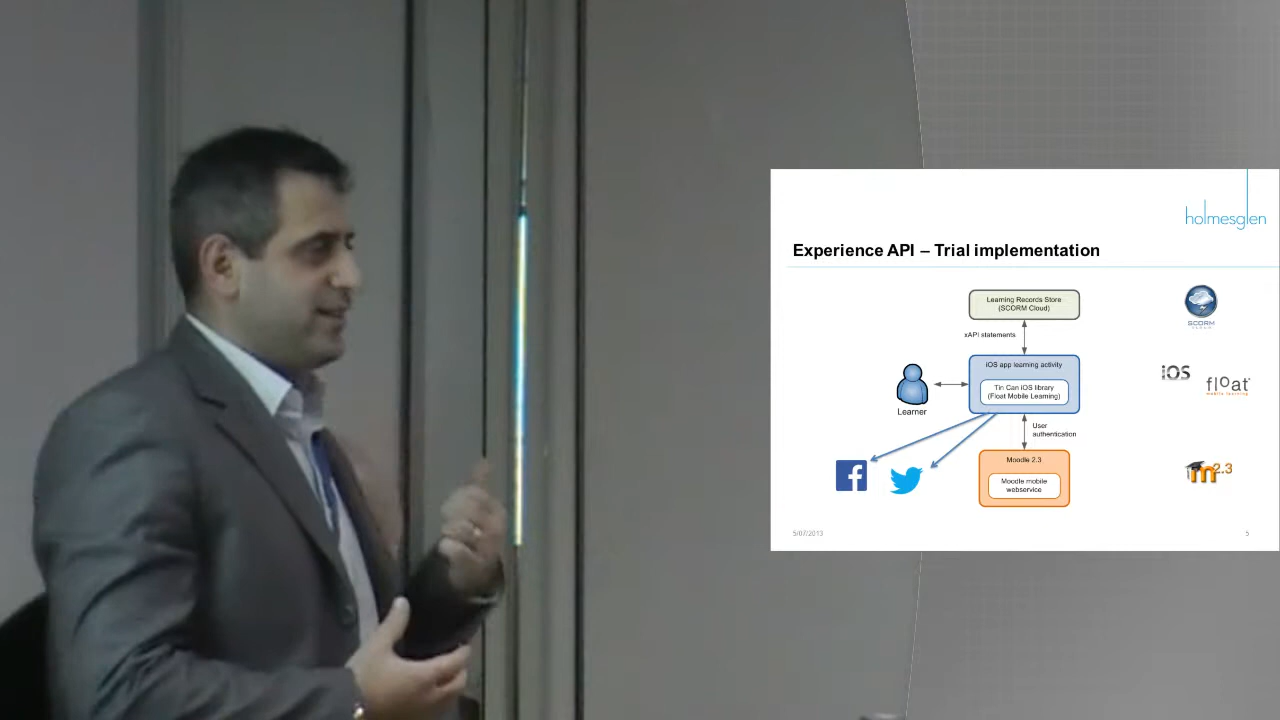 holmesglen
Experience API – Trial implementation
Learning Records Store
(SCORM Cloud)
SCORM
CLOUD
xAPI statements
iOS app learning activity
Tin Can iOS library
(Float Mobile Learning)
Learner
iOS
float
mobile learning
User
authentication
Moodle 2.3
Moodle mobile
webservice
m 2.3
5/07/2013
5